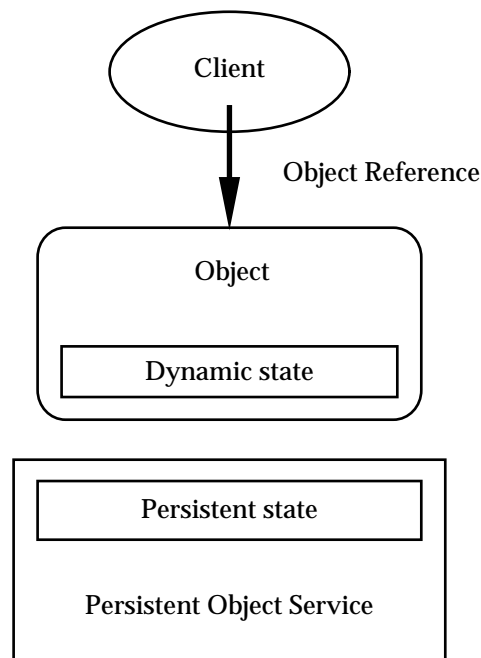 Client
Object Reference
Object
Dynamic state
Persistent state
Persistent Object Service